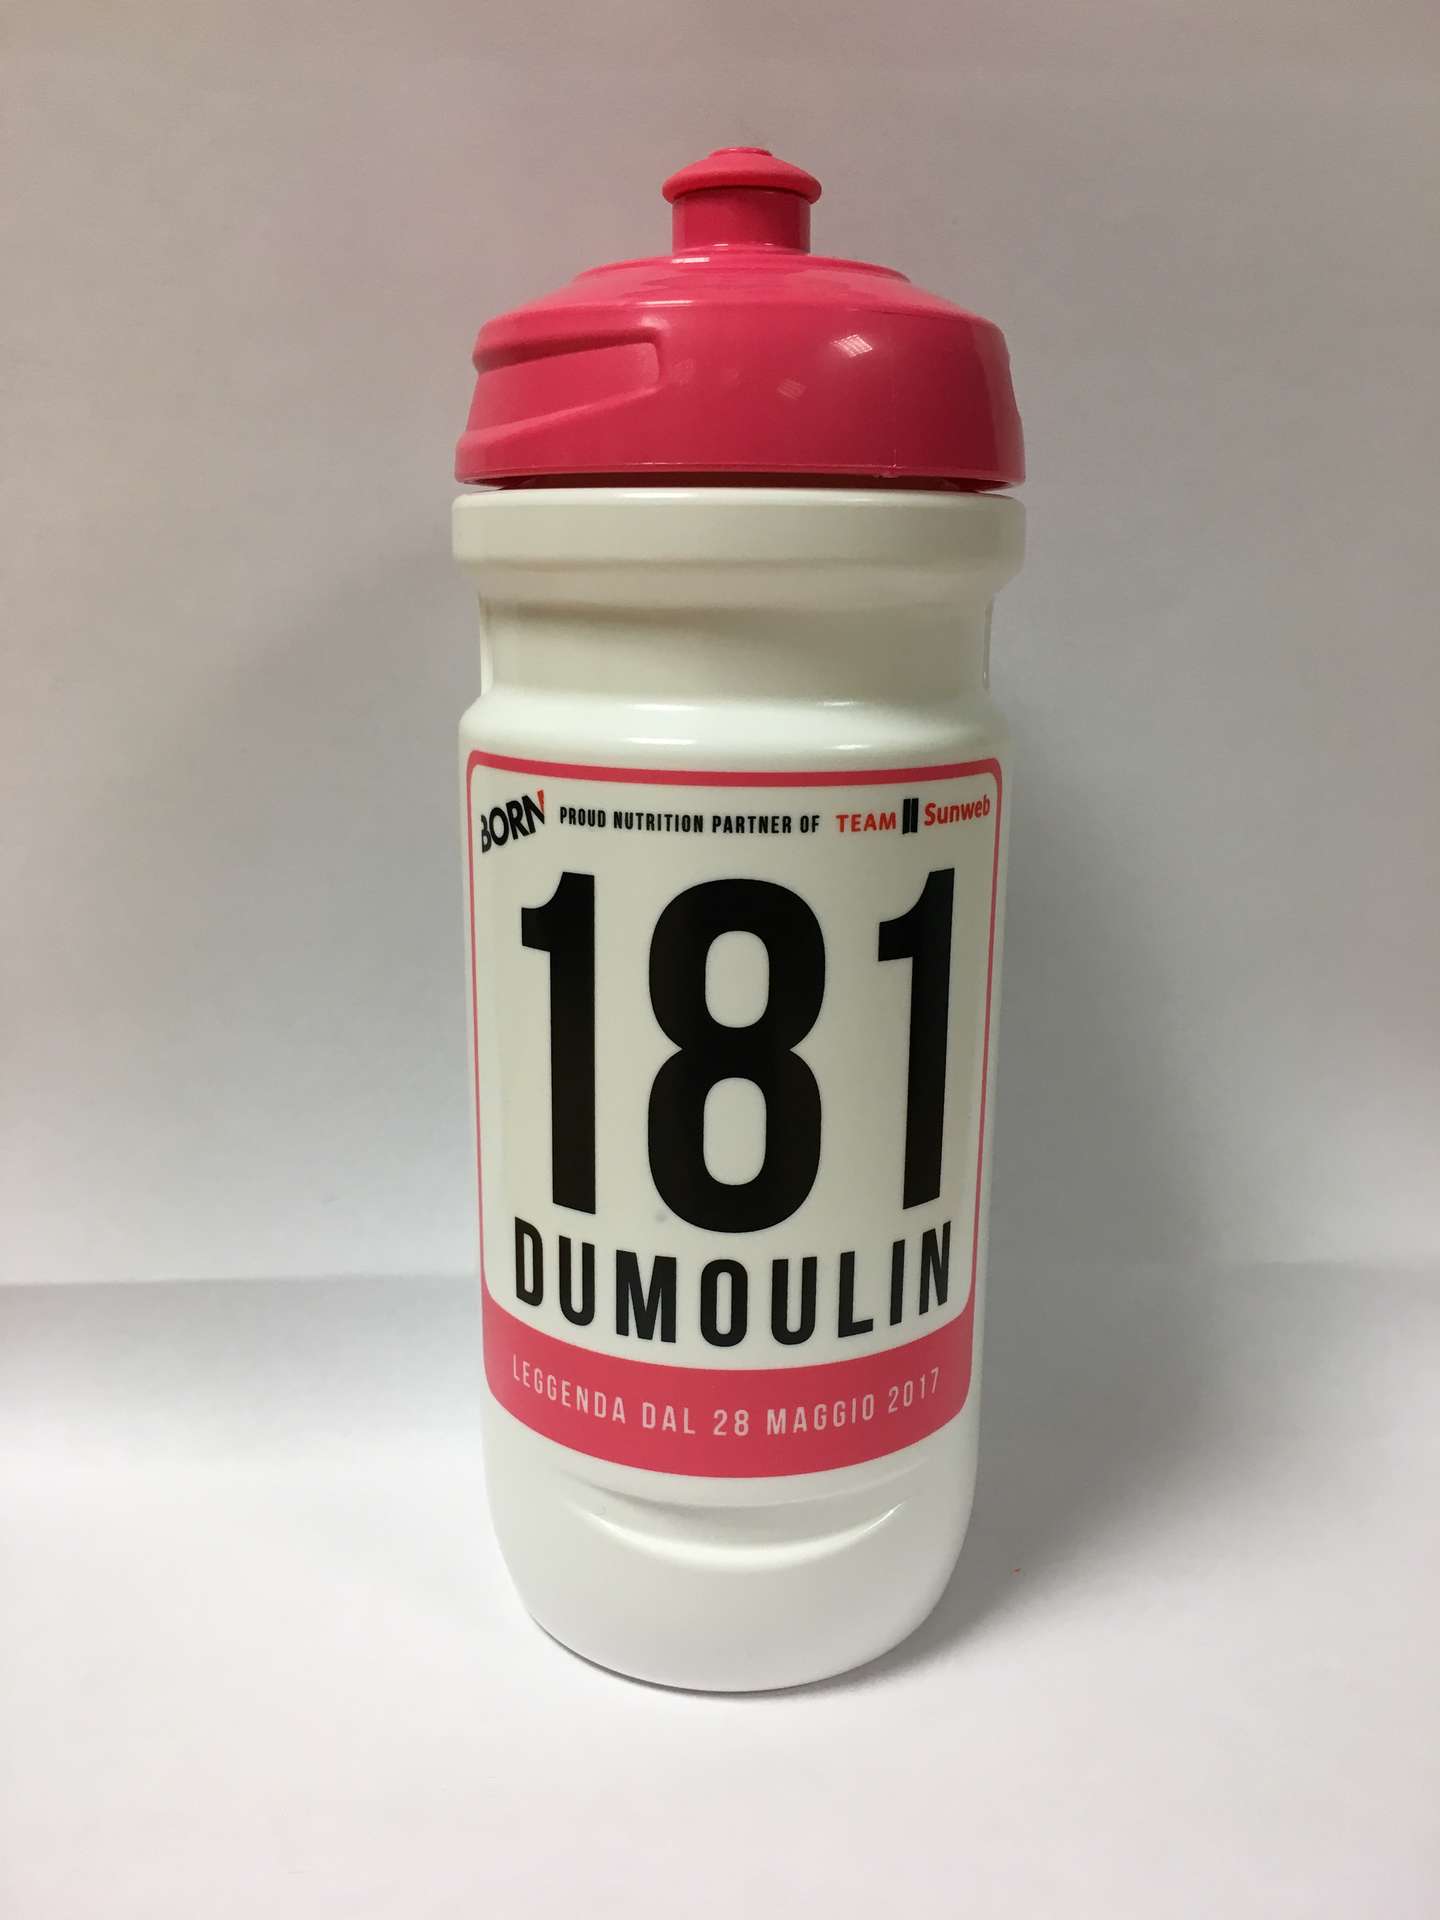 BORN PROUD NUTRITION PARTNER OF TEAM Sunweb
181
DUMOULIN
LEGGENDA DAL 28 MAGGIO 2017